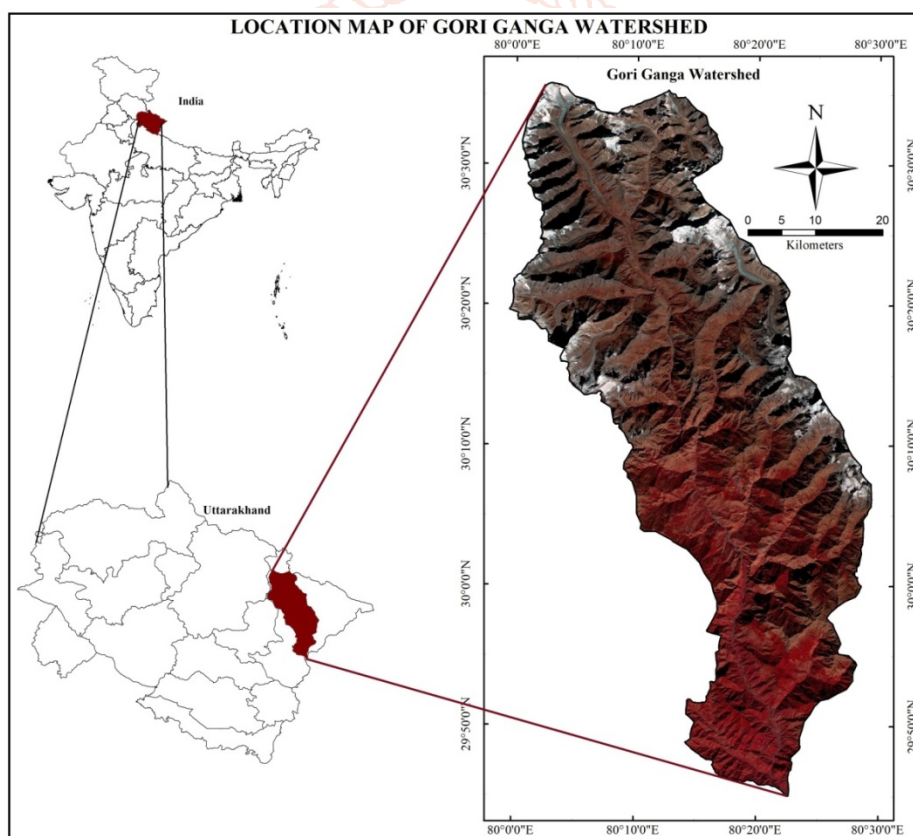 LOCATION MAP OF GORI GANGA WATERSHED
India
Uttarakhand
80°0'0"E 80°10'0"E 80°20'0"E 80°30'0"E
Gori Ganga Watershed
N
0 5 10 20
Kilometers
30°30'0"N
30°20'0"N
30°10'0"N
30°0'0"N
29°50'0"N
30°30'0"N
30°20'0"N
30°10'0"N
30°0'0"N
29°50'0"N
80°0'0"E 80°10'0"E 80°20'0"E 80°30'0"E